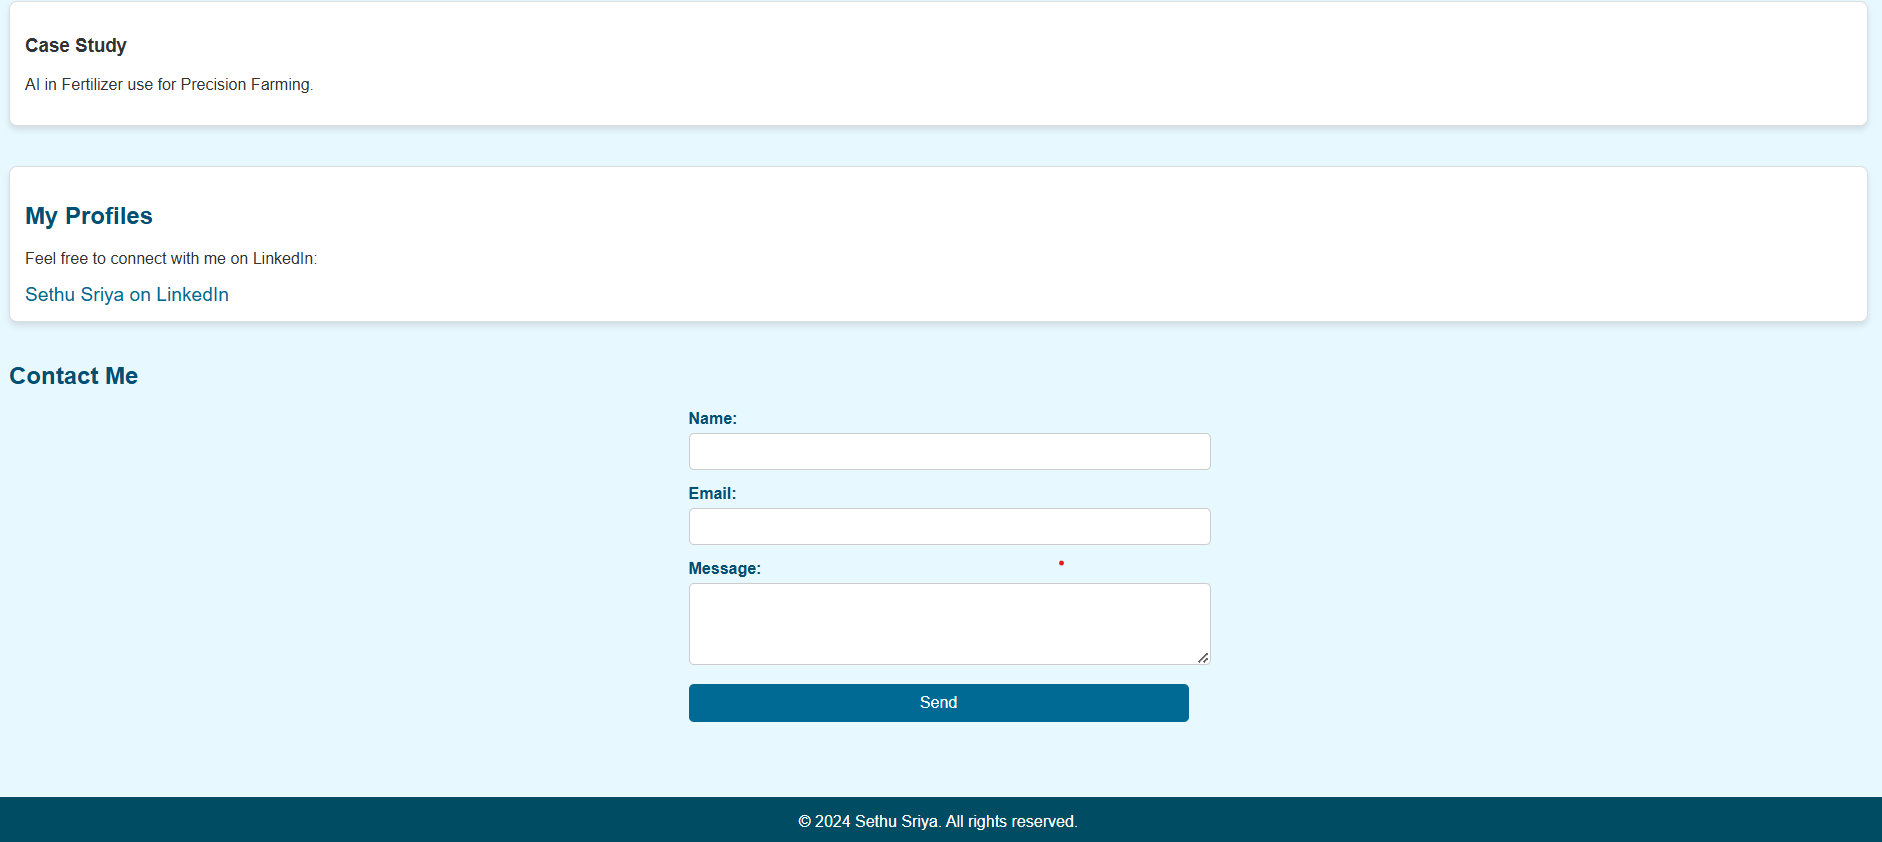 Case Study
AI in Fertilizer use for Precision Farming.
My Profiles
Feel free to connect with me on LinkedIn:
Sethu Sriya on LinkedIn
Contact Me
Name:
Email:
Message:
Send
© 2024 Sethu Sriya. All rights reserved.